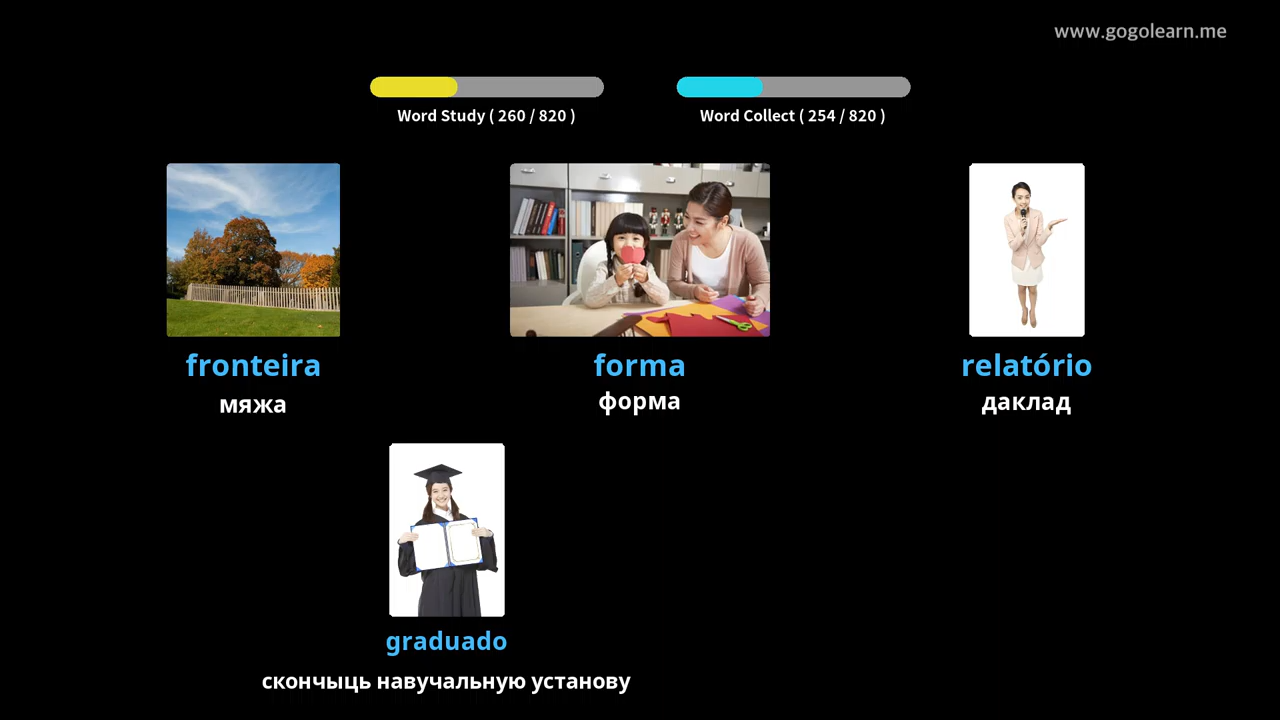 www.gogolearn.me
Word Study ( 260 / 820 )
Word Collect ( 254 / 820 )
fronteira
мяжа
forma
форма
relatório
даклад
graduado
скончыць навучальную установу